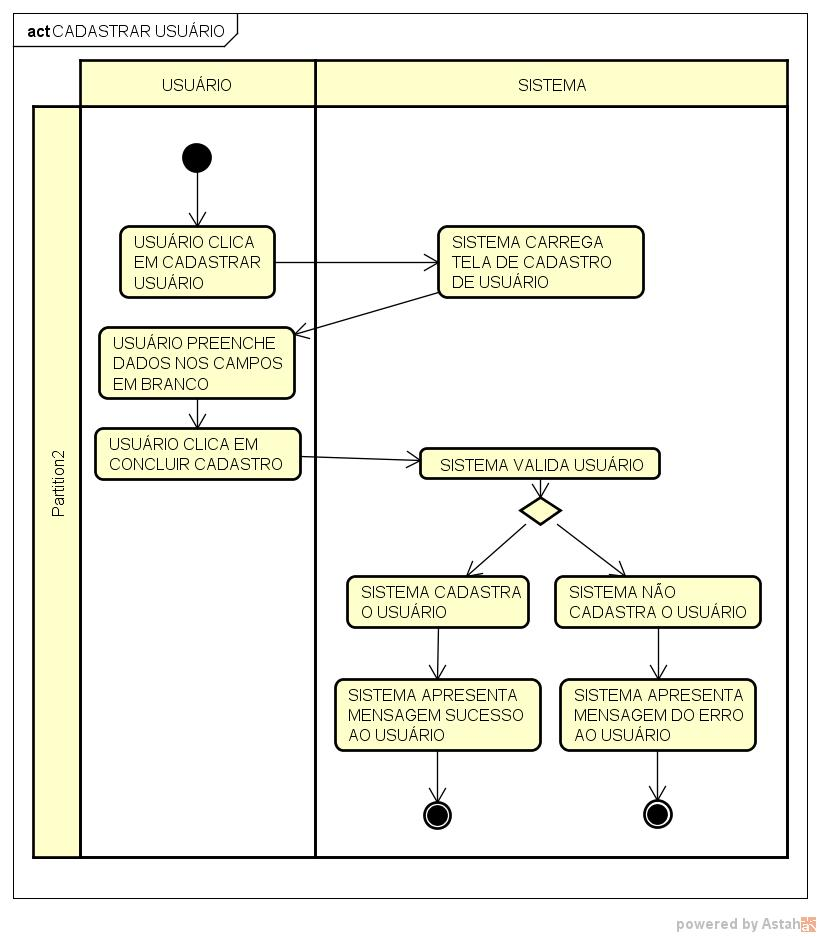 act CADASTRAR USUÁRIO
USUÁRIO
SISTEMA
Partition2
USUÁRIO CLICA
EM CADASTRAR
USUÁRIO
SISTEMA CARREGA
TELA DE CADASTRO
DE USUÁRIO
USUÁRIO PREENCHE
DADOS NOS CAMPOS
EM BRANCO
USUÁRIO CLICA EM
CONCLUIR CADASTRO
SISTEMA VALIDA USUÁRIO
SISTEMA CADASTRA
O USUÁRIO
SISTEMA NÃO
CADASTRA O USUÁRIO
SISTEMA APRESENTA
MENSAGEM SUCESSO
AO USUÁRIO
SISTEMA APRESENTA
MENSAGEM DO ERRO
AO USUÁRIO
powered by Astah